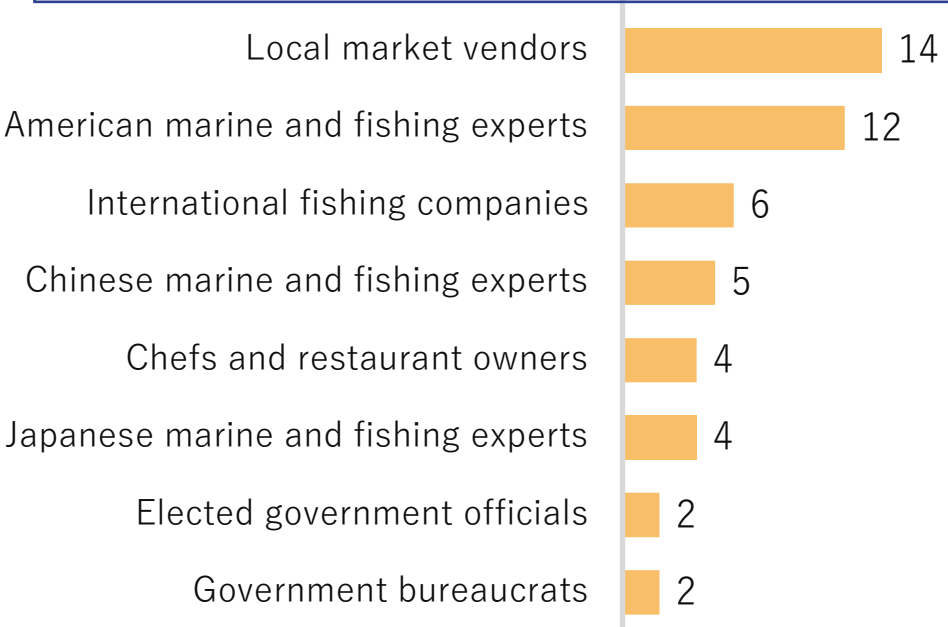 Local market vendors 14
American marine and fishing experts 12
International fishing companies 6
Chinese marine and fishing experts 5
Chefs and restaurant owners 4
Japanese marine and fishing experts 4
Elected government officials 2
Government bureaucrats 2